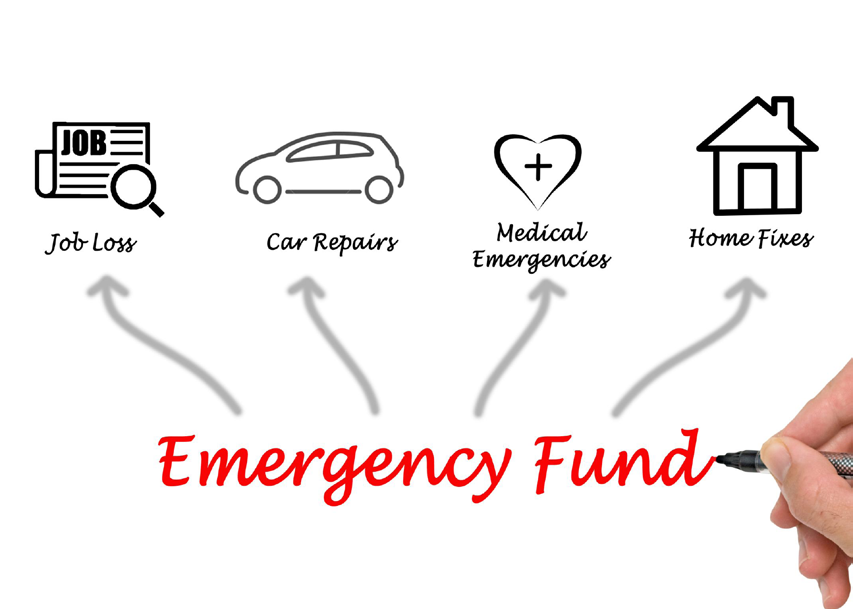 JOB
Job Loss
Car Repairs
Medical
Emergencies
Home Fixes
Emergency Fund